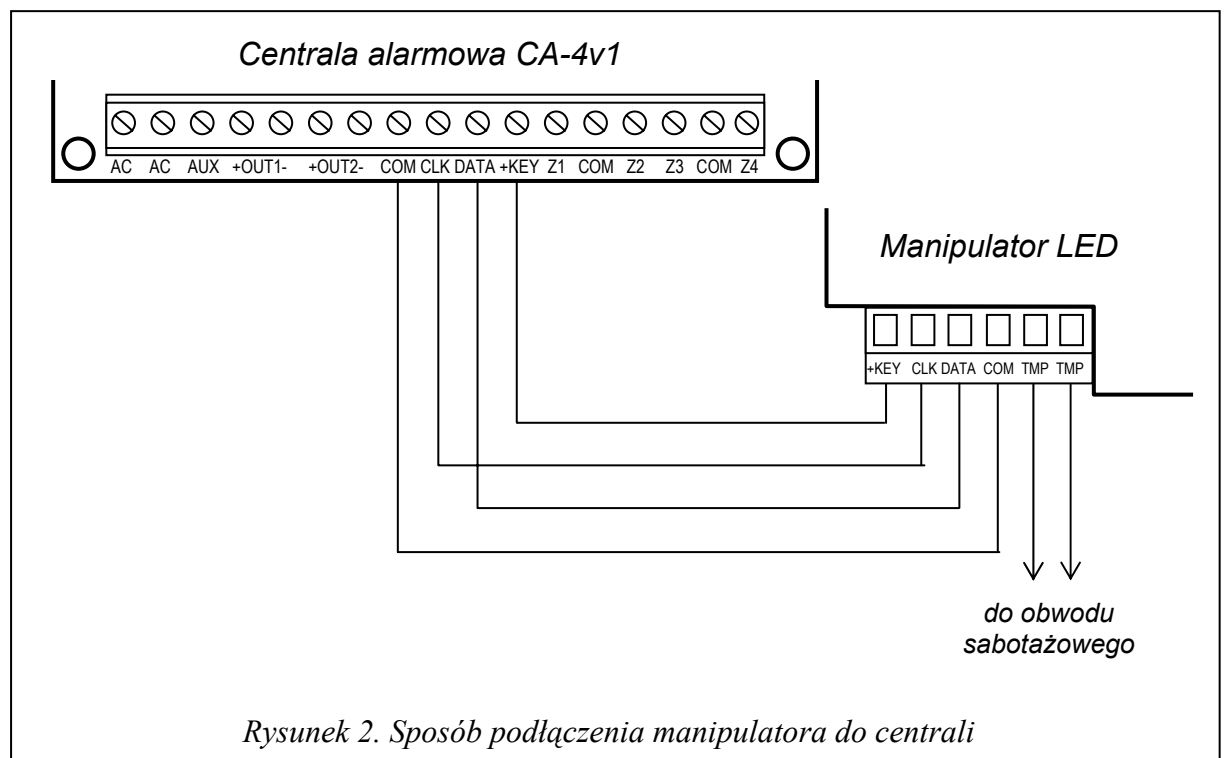 Centrala alarmowa CA-4v1
AC AC AUX +OUT1- +OUT2- COM CLK DATA +KEY Z1 COM Z2 Z3 COM Z4
Manipulator LED
+KEY CLK DATA COM TMP TMP
do obwodu
sabotażowego
Rysunek 2. Sposób podłączenia manipulatora do centrali